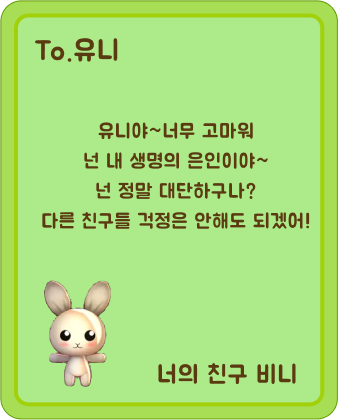 To.유니
유니야~너무 고마워
넌 내 생명의 은인이야~
넌 정말 대단하구나?
다른 친구들 걱정은 안해도 되겠어!
너의 친구 비니